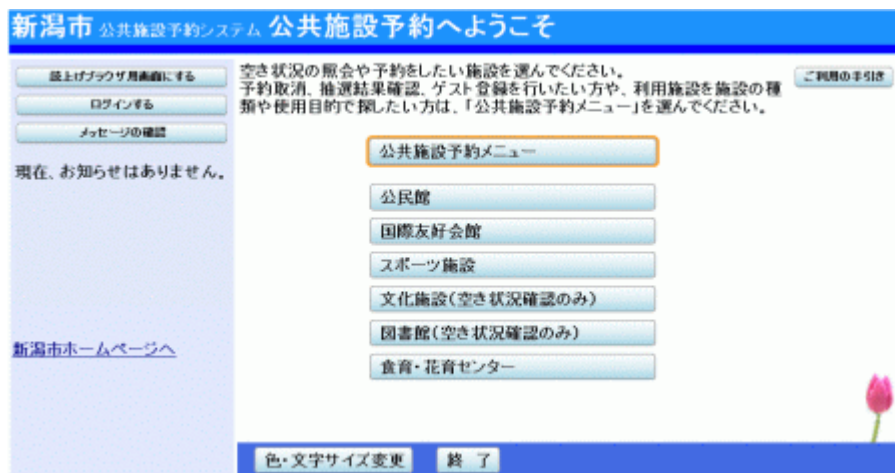 新潟市 公共施設予約システム 公共施設予約へようこそ
読上げブラウザ用画面にする
ログインする
メッセージの確認
現在、お知らせはありません。
新潟市ホームページへ
空き状況の照会や予約をしたい施設を選んでください。
予約取消、抽選結果確認、ゲスト登録を行いたい方や、利用施設を施設の種
類や使用目的で探したい方は、「公共施設予約メニュー」を選んでください。
ご利用の手引き
公共施設予約メニュー
公民館
国際友好会館
スポーツ施設
文化施設(空き状況確認のみ)
図書館(空き状況確認のみ)
食育・花育センター
色・文字サイズ変更
終 了